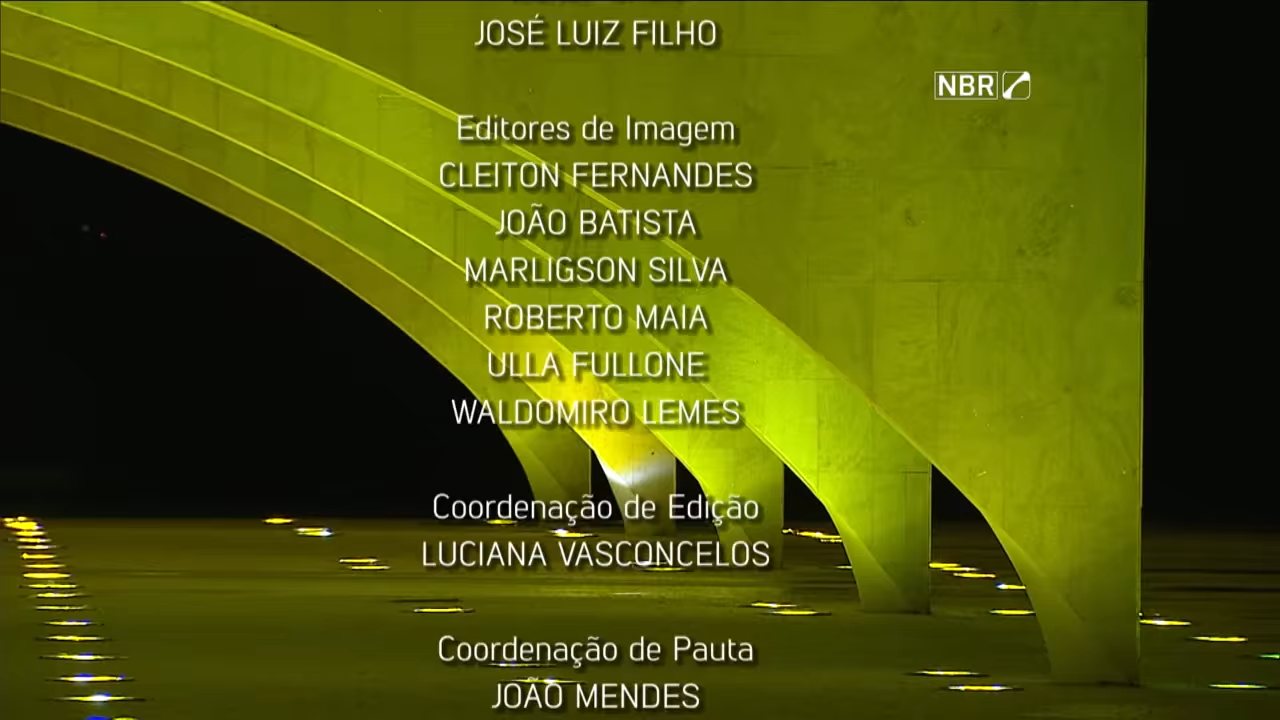 JOSÉ LUIZ FILHO
NBR
Editores de Imagem
CLEITON FERNANDES
JOÃO BATISTA
MARLIGSON SILVA
ROBERTO MAIA
ULLA FULLONE
WALDOMIRO LEMES
Coordenação de Edição
LUCIANA VASCONCELOS
Coordenação de Pauta
JOÃO MENDES